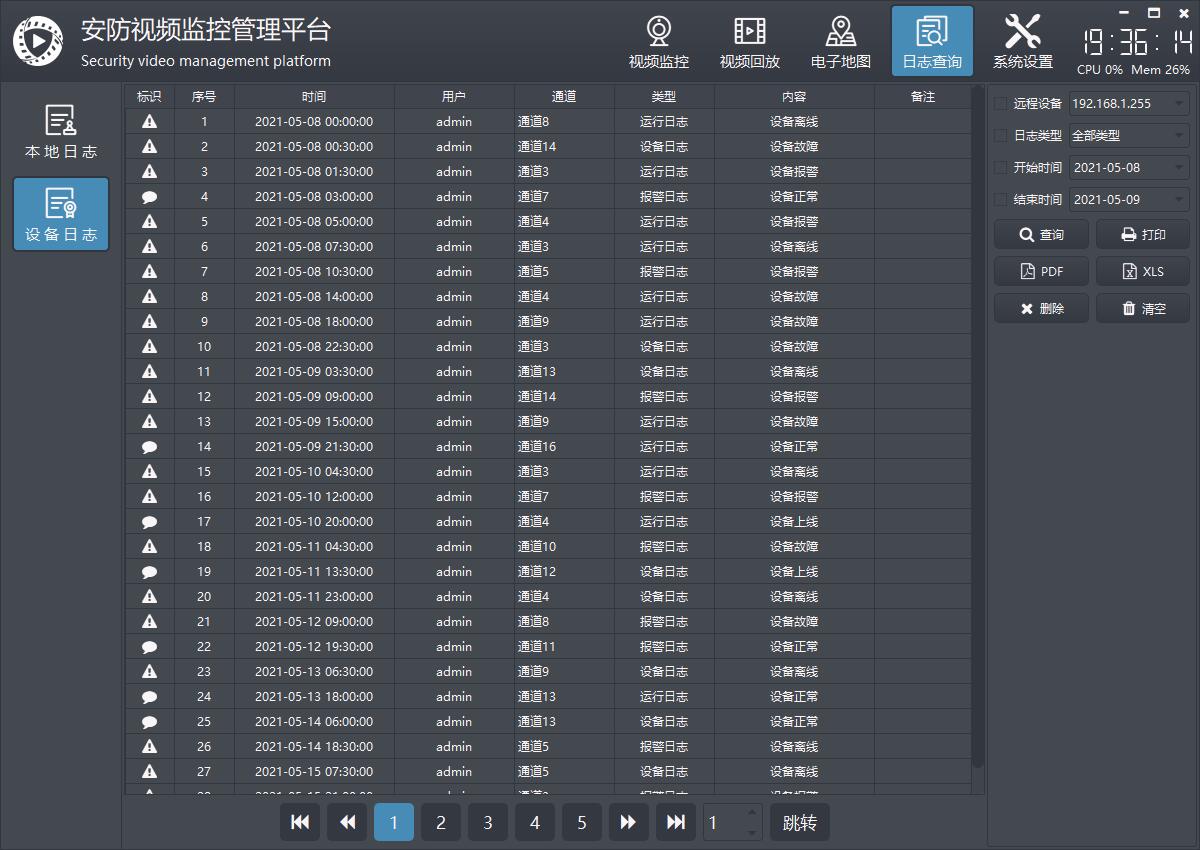 安防视频监控管理平台
Security video management platform
视频监控 视频回放 电子地图 日志查询 系统设置
19:36:14
CPU 0% Mem 26%
本地日志
设备日志
标识 序号 时间 用户 通道 类型 内容 备注
1 2021-05-08 00:00:00 admin 通道8 运行日志 设备离线
2 2021-05-08 00:30:00 admin 通道14 设备日志 设备故障
3 2021-05-08 01:30:00 admin 通道3 运行日志 设备报警
4 2021-05-08 03:00:00 admin 通道7 报警日志 设备正常
5 2021-05-08 05:00:00 admin 通道4 运行日志 设备报警
6 2021-05-08 07:30:00 admin 通道3 运行日志 设备离线
7 2021-05-08 10:30:00 admin 通道5 报警日志 设备报警
8 2021-05-08 14:00:00 admin 通道4 运行日志 设备故障
9 2021-05-08 18:00:00 admin 通道9 运行日志 设备故障
10 2021-05-08 22:30:00 admin 通道3 设备日志 设备故障
11 2021-05-09 03:30:00 admin 通道13 设备日志 设备离线
12 2021-05-09 09:00:00 admin 通道14 报警日志 设备报警
13 2021-05-09 15:00:00 admin 通道9 运行日志 设备故障
14 2021-05-09 21:30:00 admin 通道16 运行日志 设备正常
15 2021-05-10 04:30:00 admin 通道3 运行日志 设备离线
16 2021-05-10 12:00:00 admin 通道7 报警日志 设备报警
17 2021-05-10 20:00:00 admin 通道4 运行日志 设备上线
18 2021-05-11 04:30:00 admin 通道10 报警日志 设备故障
19 2021-05-11 13:30:00 admin 通道12 设备日志 设备上线
20 2021-05-11 23:00:00 admin 通道4 设备日志 设备离线
21 2021-05-12 09:00:00 admin 通道8 报警日志 设备故障
22 2021-05-12 19:30:00 admin 通道11 报警日志 设备正常
23 2021-05-13 06:30:00 admin 通道9 设备日志 设备离线
24 2021-05-13 18:00:00 admin 通道13 运行日志 设备正常
25 2021-05-14 06:00:00 admin 通道13 设备日志 设备正常
26 2021-05-14 18:30:00 admin 通道5 报警日志 设备离线
27 2021-05-15 07:30:00 admin 通道5 设备日志 设备离线
1 2 3 4 5 1 跳转
远程设备 192.168.1.255
日志类型 全部类型
开始时间 2021-05-08
结束时间 2021-05-09
查询 打印
PDF XLS
删除 清空